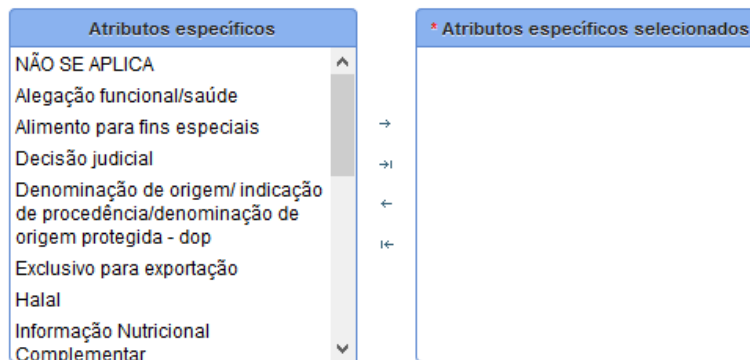 Atributos específicos
NÃO SE APLICA
Alegação funcional/saúde
Alimento para fins especiais
Decisão judicial
Denominação de origem/ indicação
de procedência/denominação de
origem protegida - dop
Exclusivo para exportação
Halal
Informação Nutricional
Complementar
* Atributos específicos selecionados